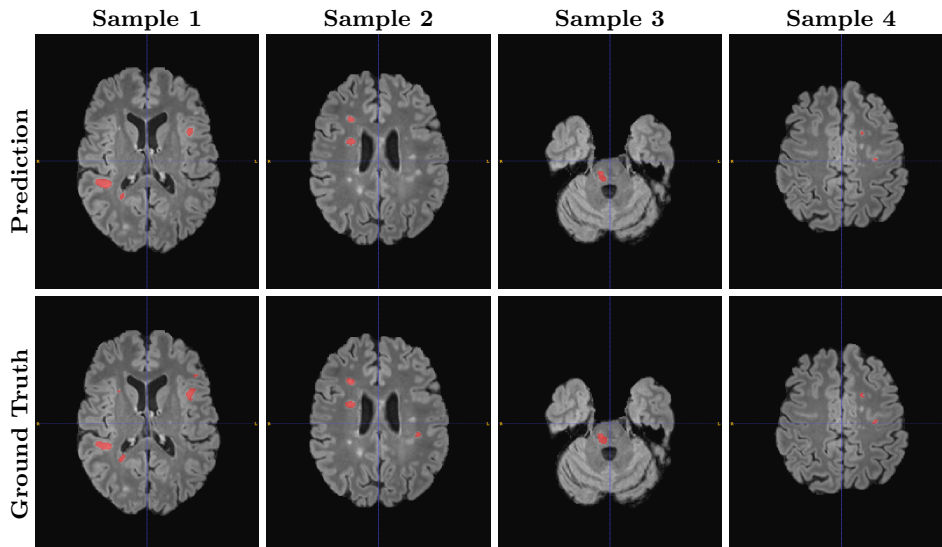 Sample 1 Sample 2 Sample 3 Sample 4
Prediction
R L R L R L R L
Ground Truth
R L R L R L R L